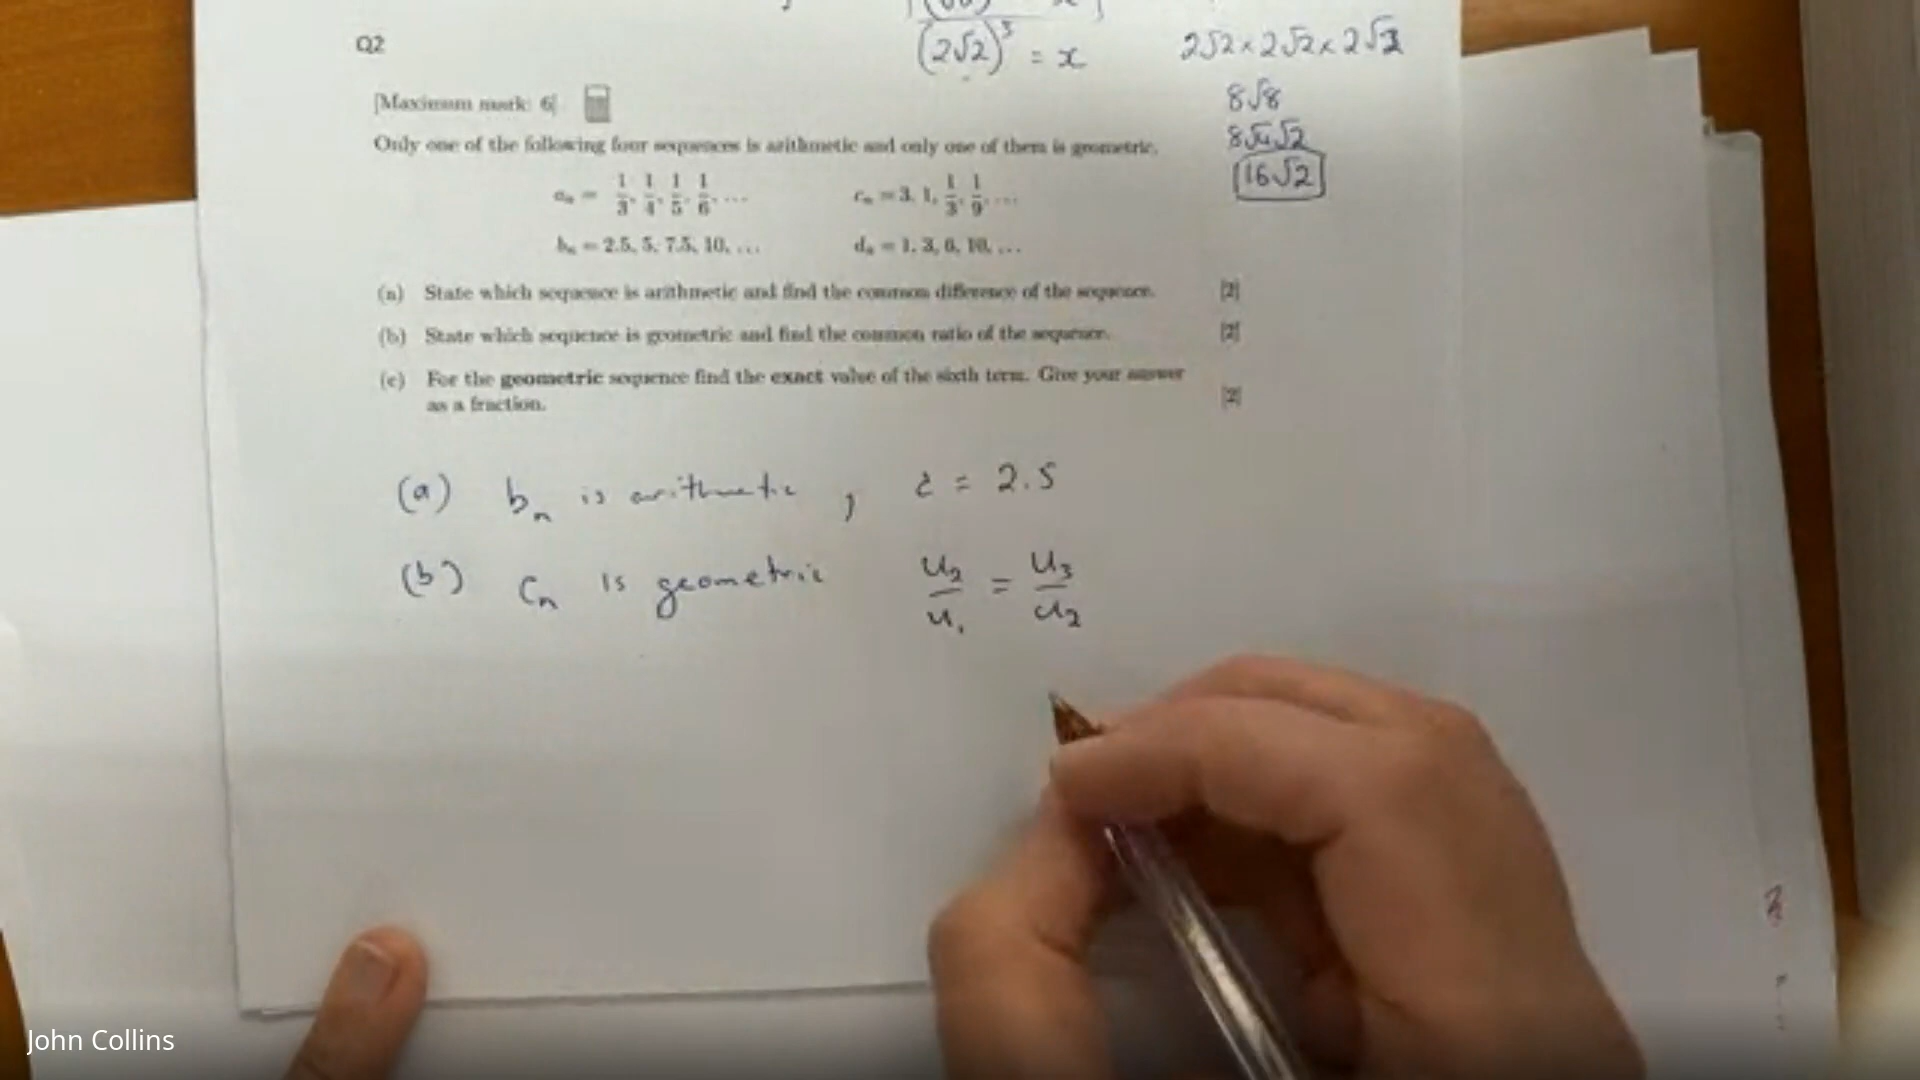 (2√2)³ = x
2√2 × 2√2 × 2√2
8√8
8√4√2
16√2
Q2
[Maximum mark: 6]
Only one of the following four sequences is arithmetic and only one of them is geometric.
aₙ = 1/3, 1/4, 1/5, 1/6, ...
cₙ = 3, 1, 1/3, 1/9, ...
bₙ = 2.5, 5, 7.5, 10, ...
dₙ = 1, 3, 6, 10, ...
(a) State which sequence is arithmetic and find the common difference of the sequence. [2]
(b) State which sequence is geometric and find the common ratio of the sequence. [2]
(c) For the geometric sequence find the exact value of the sixth term. Give your answer
as a fraction. [2]
(a) bₙ is arithmetic , = 2.5
(b) cₙ is geometric u₂/u₁ = u₃/u₂
John Collins